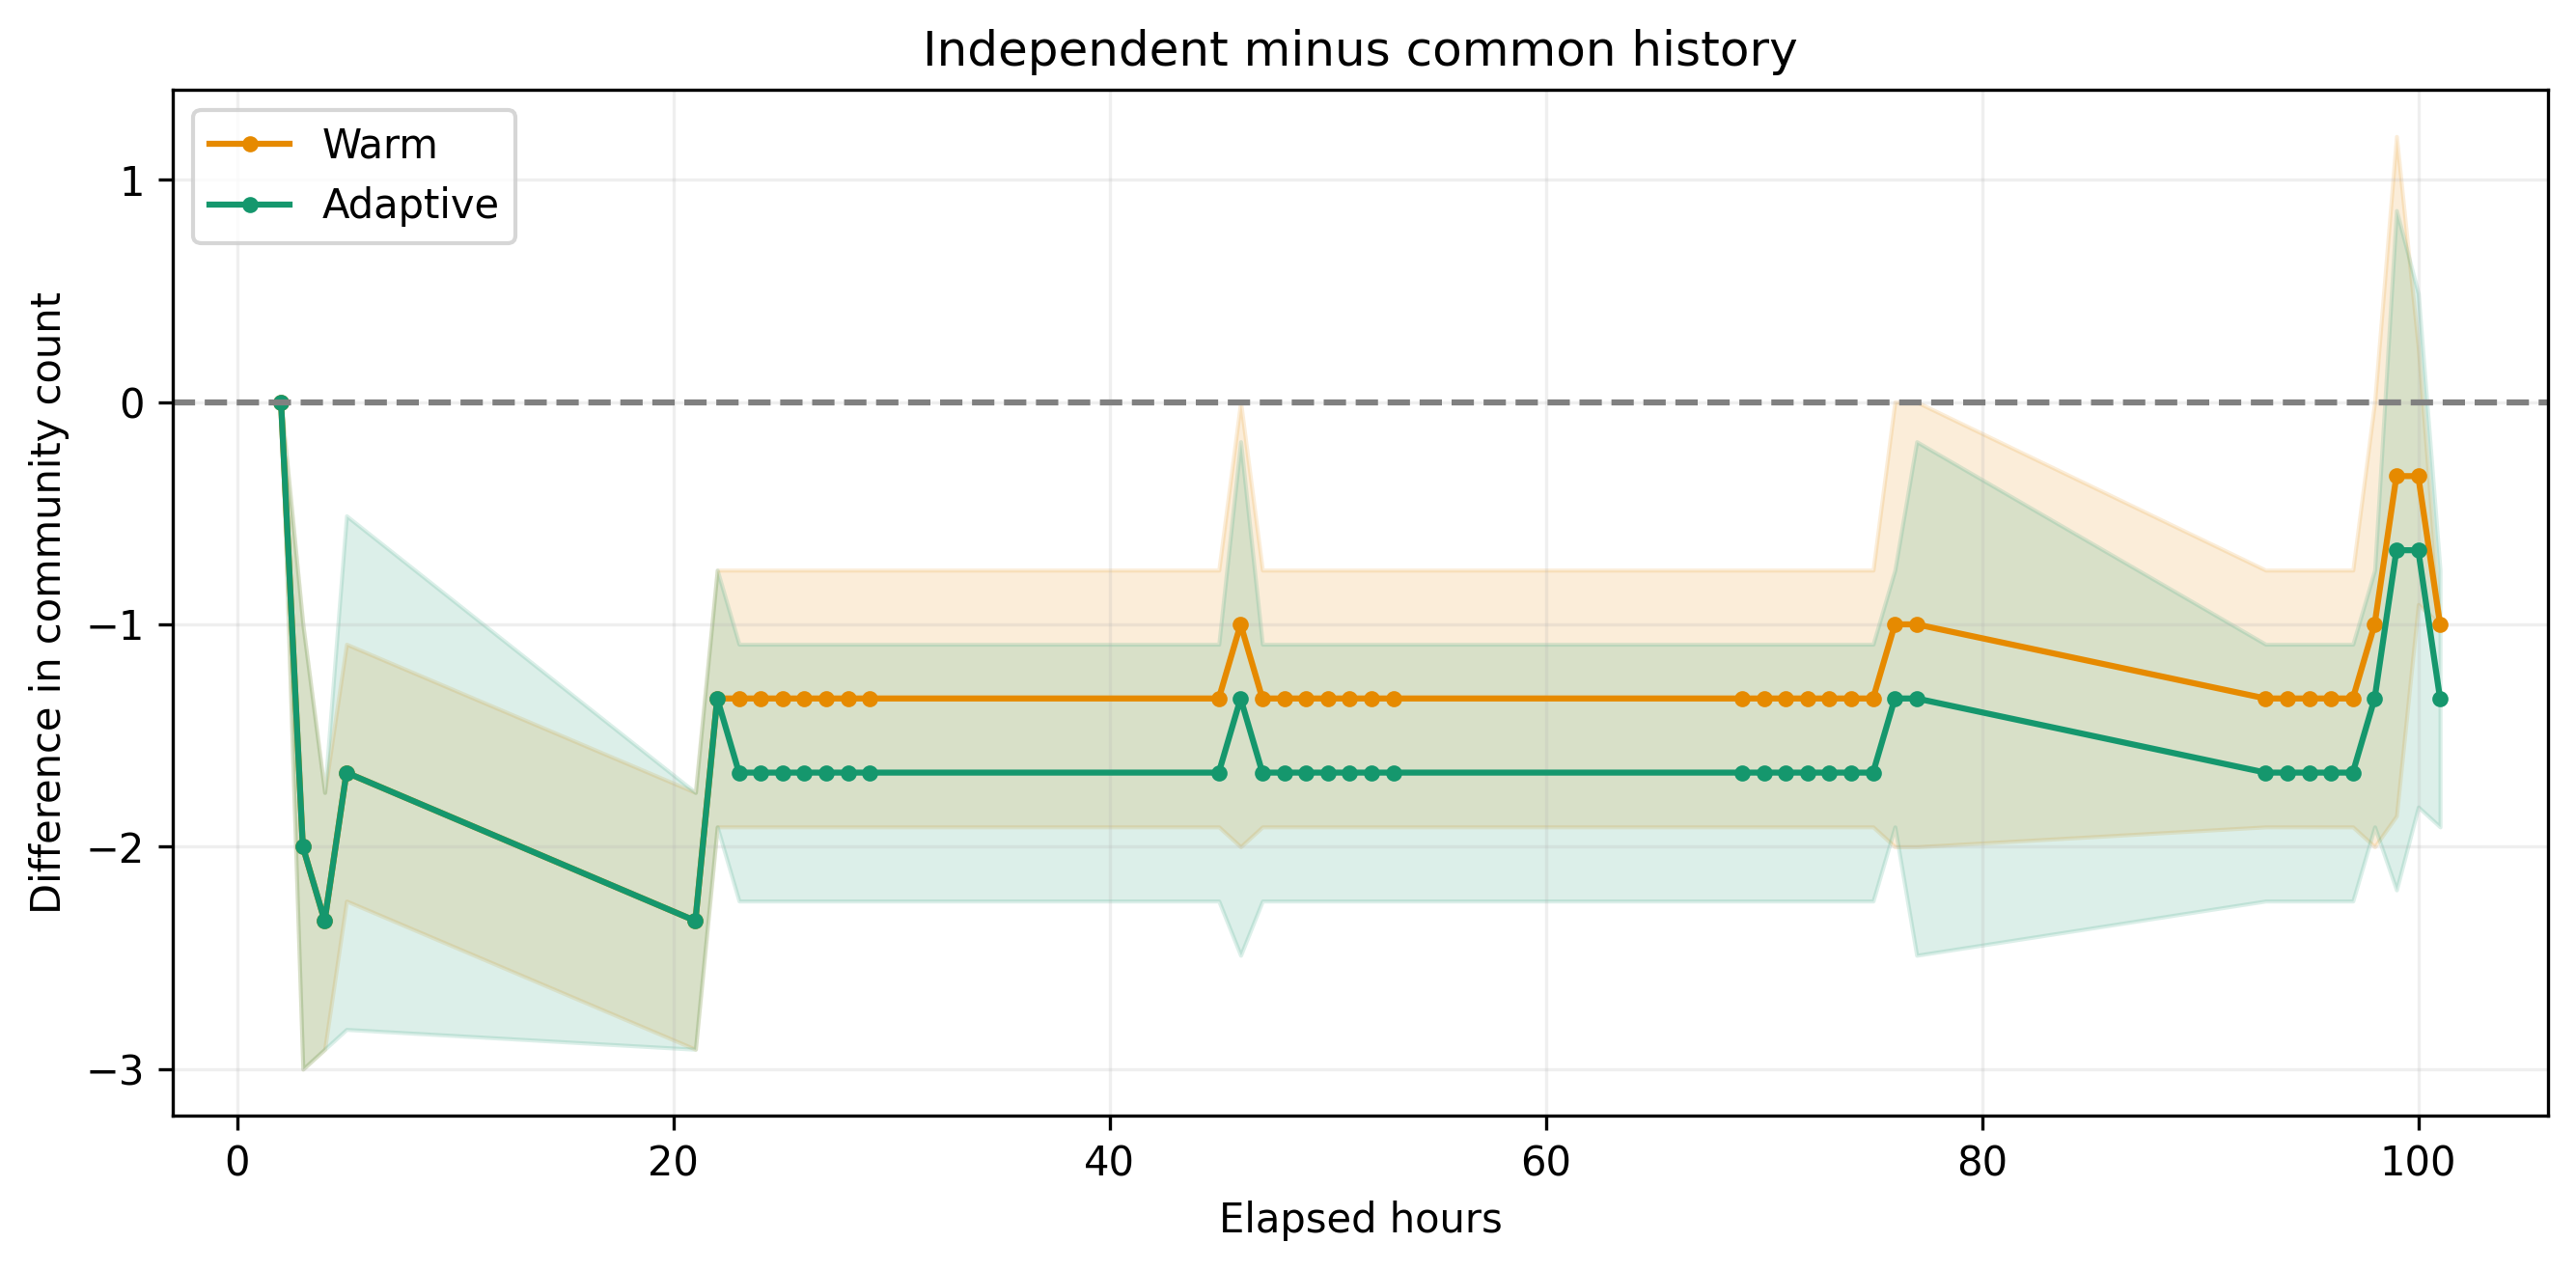 Independent minus common history
Warm
Adaptive
Difference in community count
1
0
−1
−2
−3
0 20 40 60 80 100
Elapsed hours